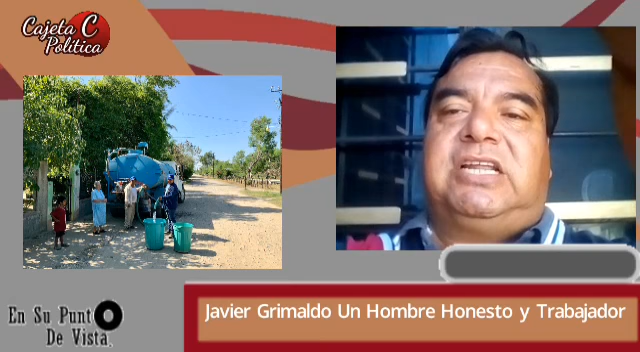 Cajeta C
Política
En Su Punto
De Vista
Javier Grimaldo Un Hombre Honesto y Trabajador